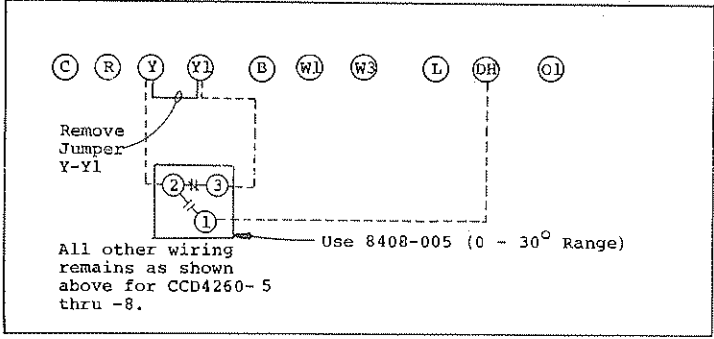 C R Y Y1 B W1 W3 L DH O1
Remove
Jumper
Y-Y1
2 3
1
Use 8408-005 (0 - 30° Range)
All other wiring
remains as shown
above for CCD4260-5
thru -8.